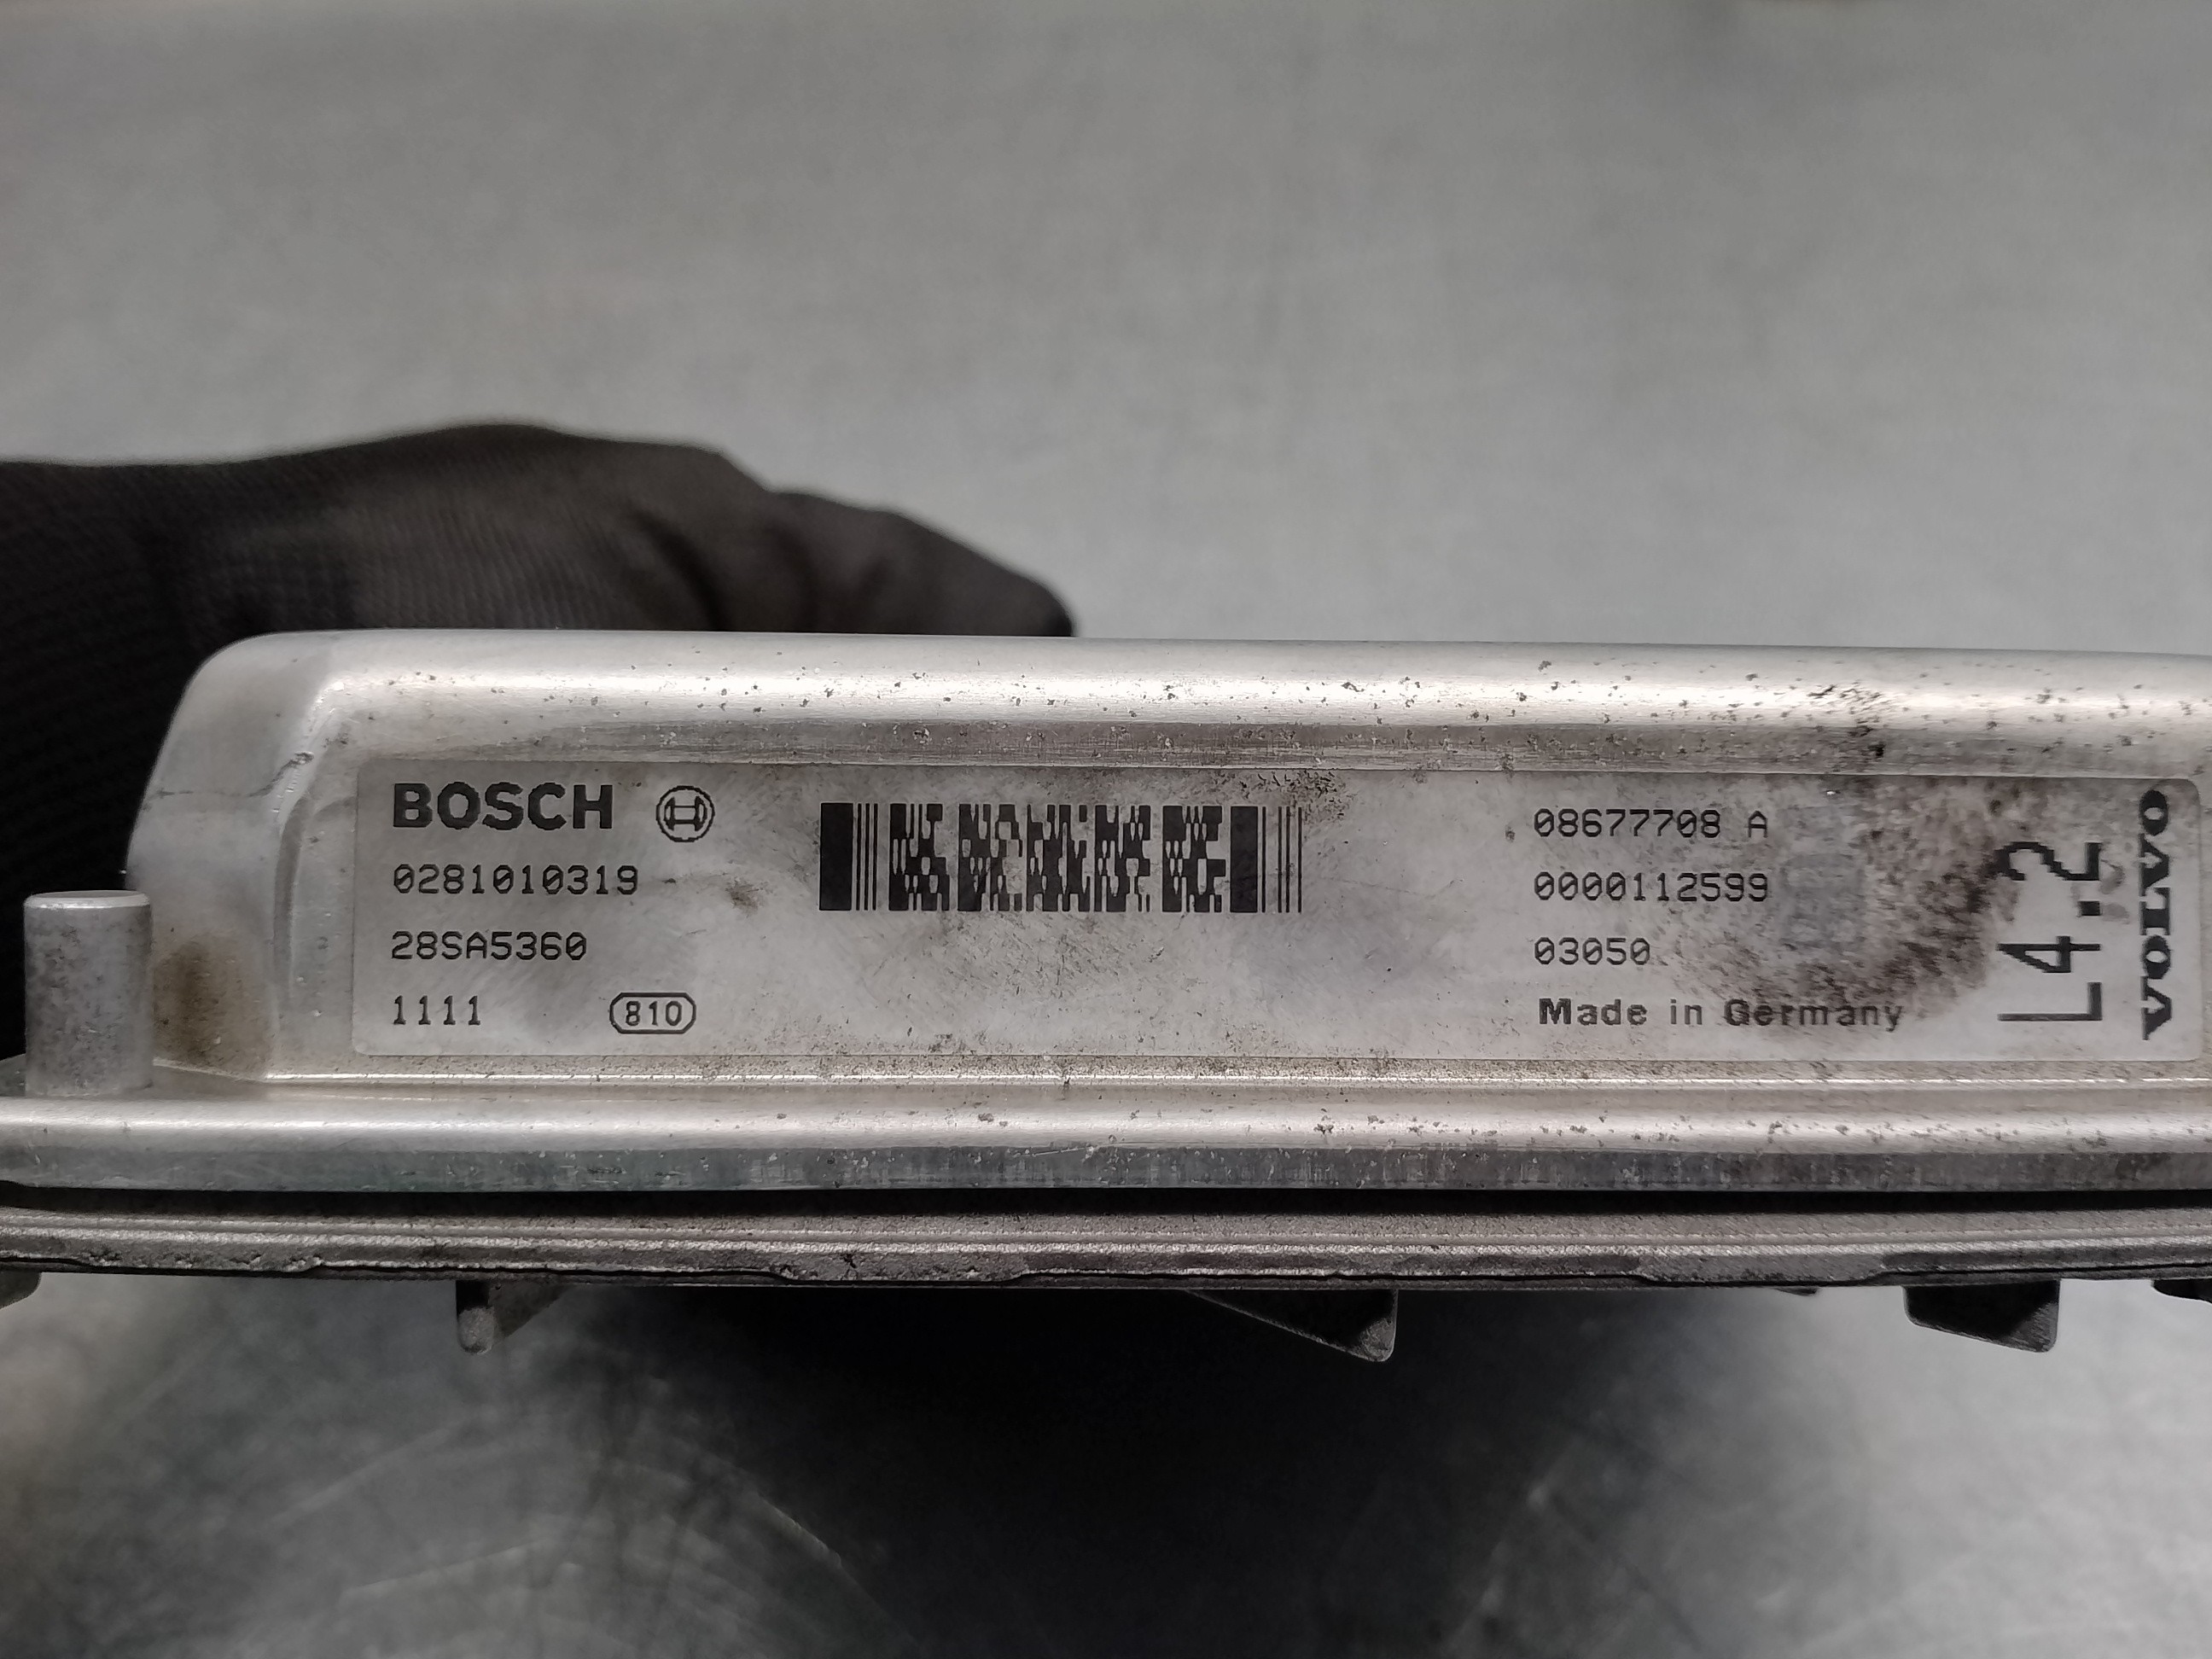 BOSCH
0281010319
28SA5360
1111 810
08677708 A
0000112599
03050
Made in Germany
L4.2
VOLVO